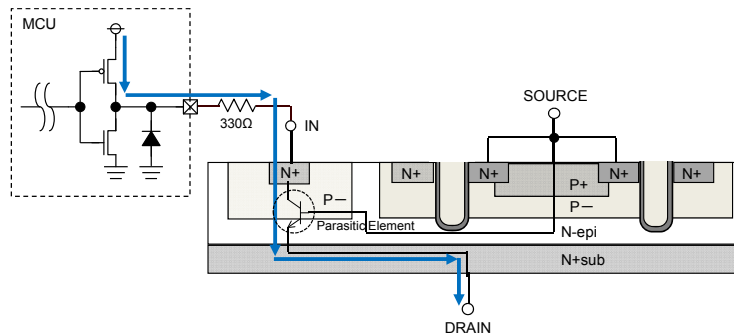 MCU
330Ω
IN
SOURCE
N+
N+
N+
N+
N+
P+
P－
P－
Parasitic Element
N-epi
N+sub
DRAIN